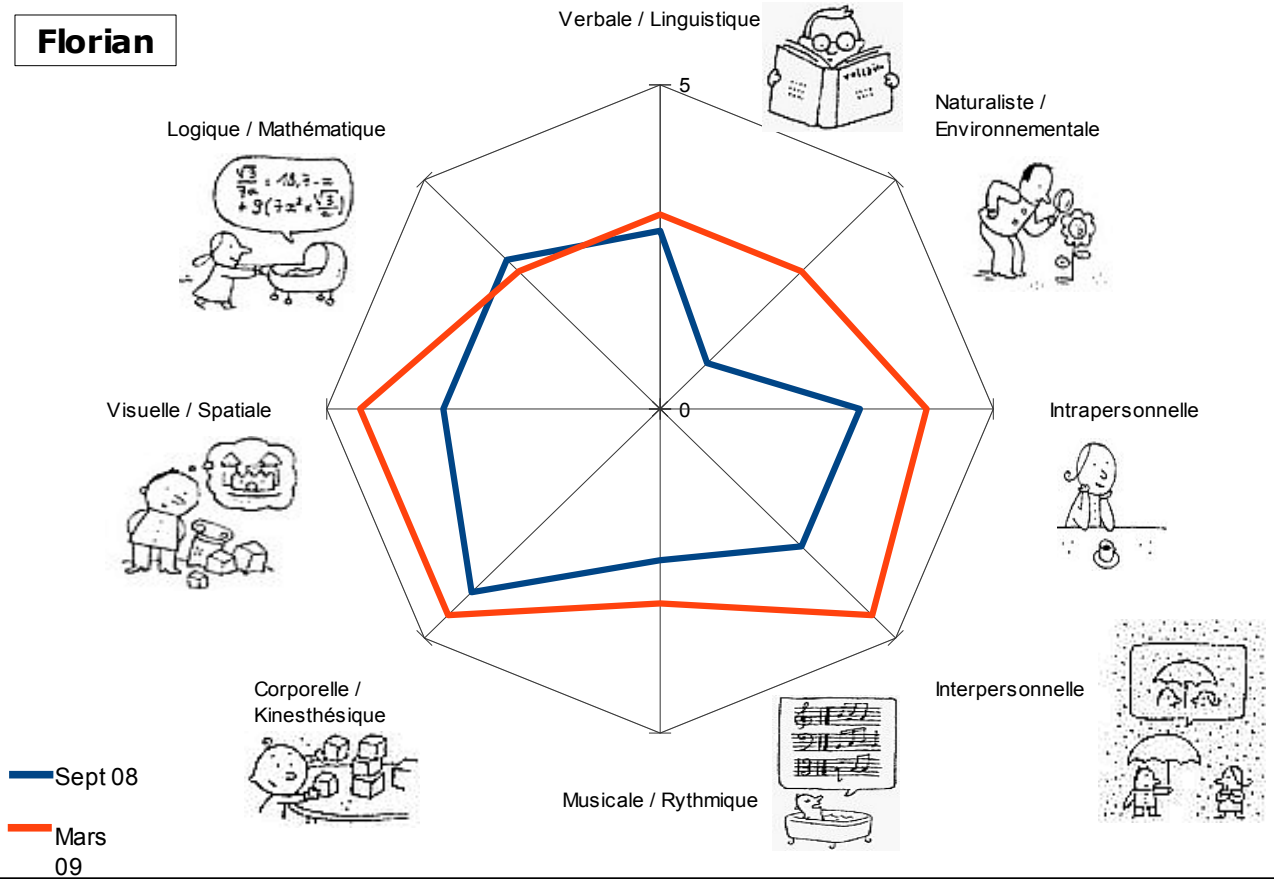 Florian
Verbale / Linguistique
5
Naturaliste /
Environnementale
Logique / Mathématique
Visuelle / Spatiale
0
Intrapersonnelle
Corporelle /
Kinesthésique
Interpersonnelle
Musicale / Rythmique
Sept 08
Mars
09